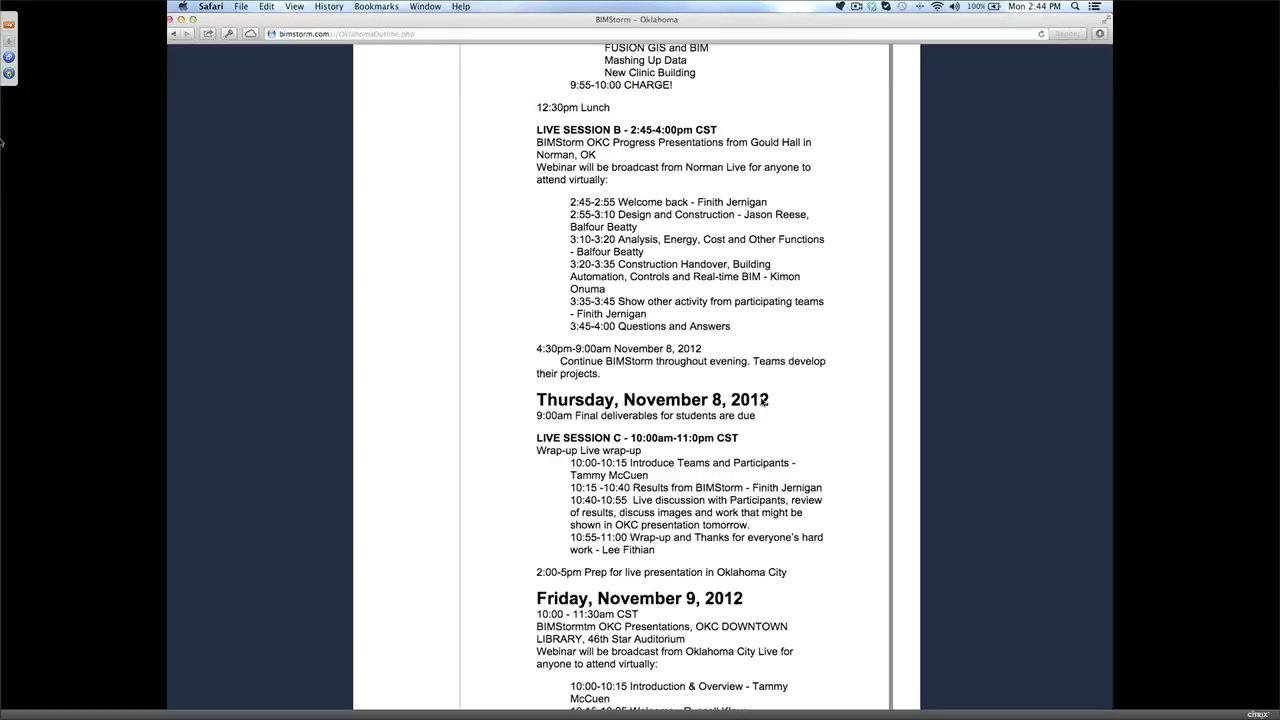 Safari File Edit View History Bookmarks Window Help 100% Mon 2:44 PM
BIMStorm – Oklahoma
bimstorm.com/i/OklahomaOutline.php Reader
FUSION GIS and BIM
Mashing Up Data
New Clinic Building
9:55-10:00 CHARGE!
12:30pm Lunch
LIVE SESSION B - 2:45-4:00pm CST
BIMStorm OKC Progress Presentations from Gould Hall in
Norman, OK
Webinar will be broadcast from Norman Live for anyone to
attend virtually:
2:45-2:55 Welcome back - Finith Jernigan
2:55-3:10 Design and Construction - Jason Reese,
Balfour Beatty
3:10-3:20 Analysis, Energy, Cost and Other Functions
- Balfour Beatty
3:20-3:35 Construction Handover, Building
Automation, Controls and Real-time BIM - Kimon
Onuma
3:35-3:45 Show other activity from participating teams
- Finith Jernigan
3:45-4:00 Questions and Answers
4:30pm-9:00am November 8, 2012
Continue BIMStorm throughout evening. Teams develop
their projects.
Thursday, November 8, 2012
9:00am Final deliverables for students are due
LIVE SESSION C - 10:00am-11:0pm CST
Wrap-up Live wrap-up
10:00-10:15 Introduce Teams and Participants -
Tammy McCuen
10:15 -10:40 Results from BIMStorm - Finith Jernigan
10:40-10:55 Live discussion with Participants, review
of results, discuss images and work that might be
shown in OKC presentation tomorrow.
10:55-11:00 Wrap-up and Thanks for everyone's hard
work - Lee Fithian
2:00-5pm Prep for live presentation in Oklahoma City
Friday, November 9, 2012
10:00 - 11:30am CST
BIMStormtm OKC Presentations, OKC DOWNTOWN
LIBRARY, 46th Star Auditorium
Webinar will be broadcast from Oklahoma City Live for
anyone to attend virtually:
10:00-10:15 Introduction & Overview - Tammy
McCuen
CITRIX